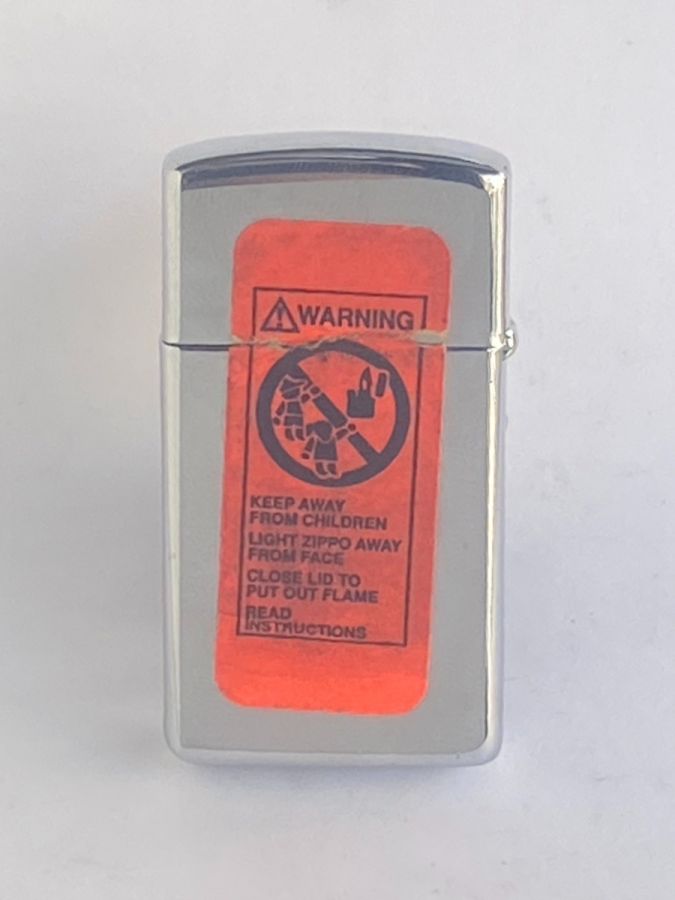 WARNING
KEEP AWAY
FROM CHILDREN
LIGHT ZIPPO AWAY
FROM FACE
CLOSE LID TO
PUT OUT FLAME
READ
INSTRUCTIONS